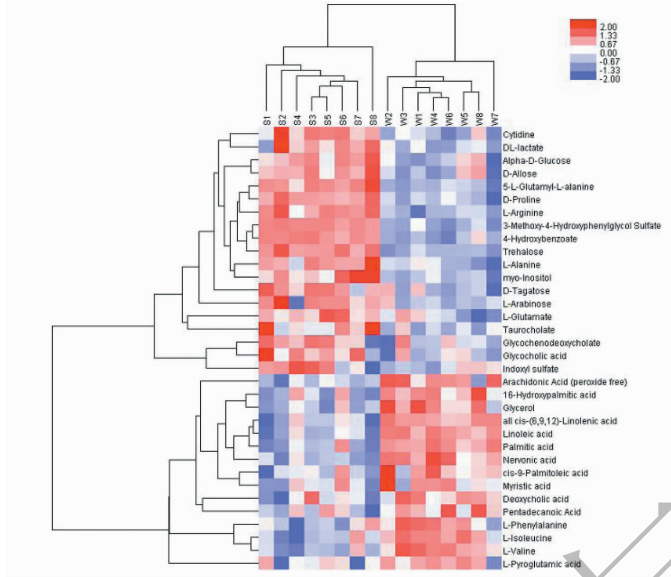 2.00
1.33
0.67
0.00
-0.67
-1.33
-2.00
S1 S2 S4 S3 S5 S6 S7 S8 W2 W3 W1 W4 W6 W5 W8 W7
Cytidine
DL-lactate
Alpha-D-Glucose
D-Allose
5-L-Glutamyl-L-alanine
D-Proline
L-Arginine
3-Methoxy-4-Hydroxyphenylglycol Sulfate
4-Hydroxybenzoate
Trehalose
L-Alanine
myo-Inositol
D-Tagatose
L-Arabinose
L-Glutamate
Taurocholate
Glycochenodeoxycholate
Glycocholic acid
Indoxyl sulfate
Arachidonic Acid (peroxide free)
16-Hydroxypalmitic acid
Glycerol
all cis-(6,9,12)-Linolenic acid
Linoleic acid
Palmitic acid
Nervonic acid
cis-9-Palmitoleic acid
Myristic acid
Deoxycholic acid
Pentadecanoic Acid
L-Phenylalanine
L-Isoleucine
L-Valine
L-Pyroglutamic acid